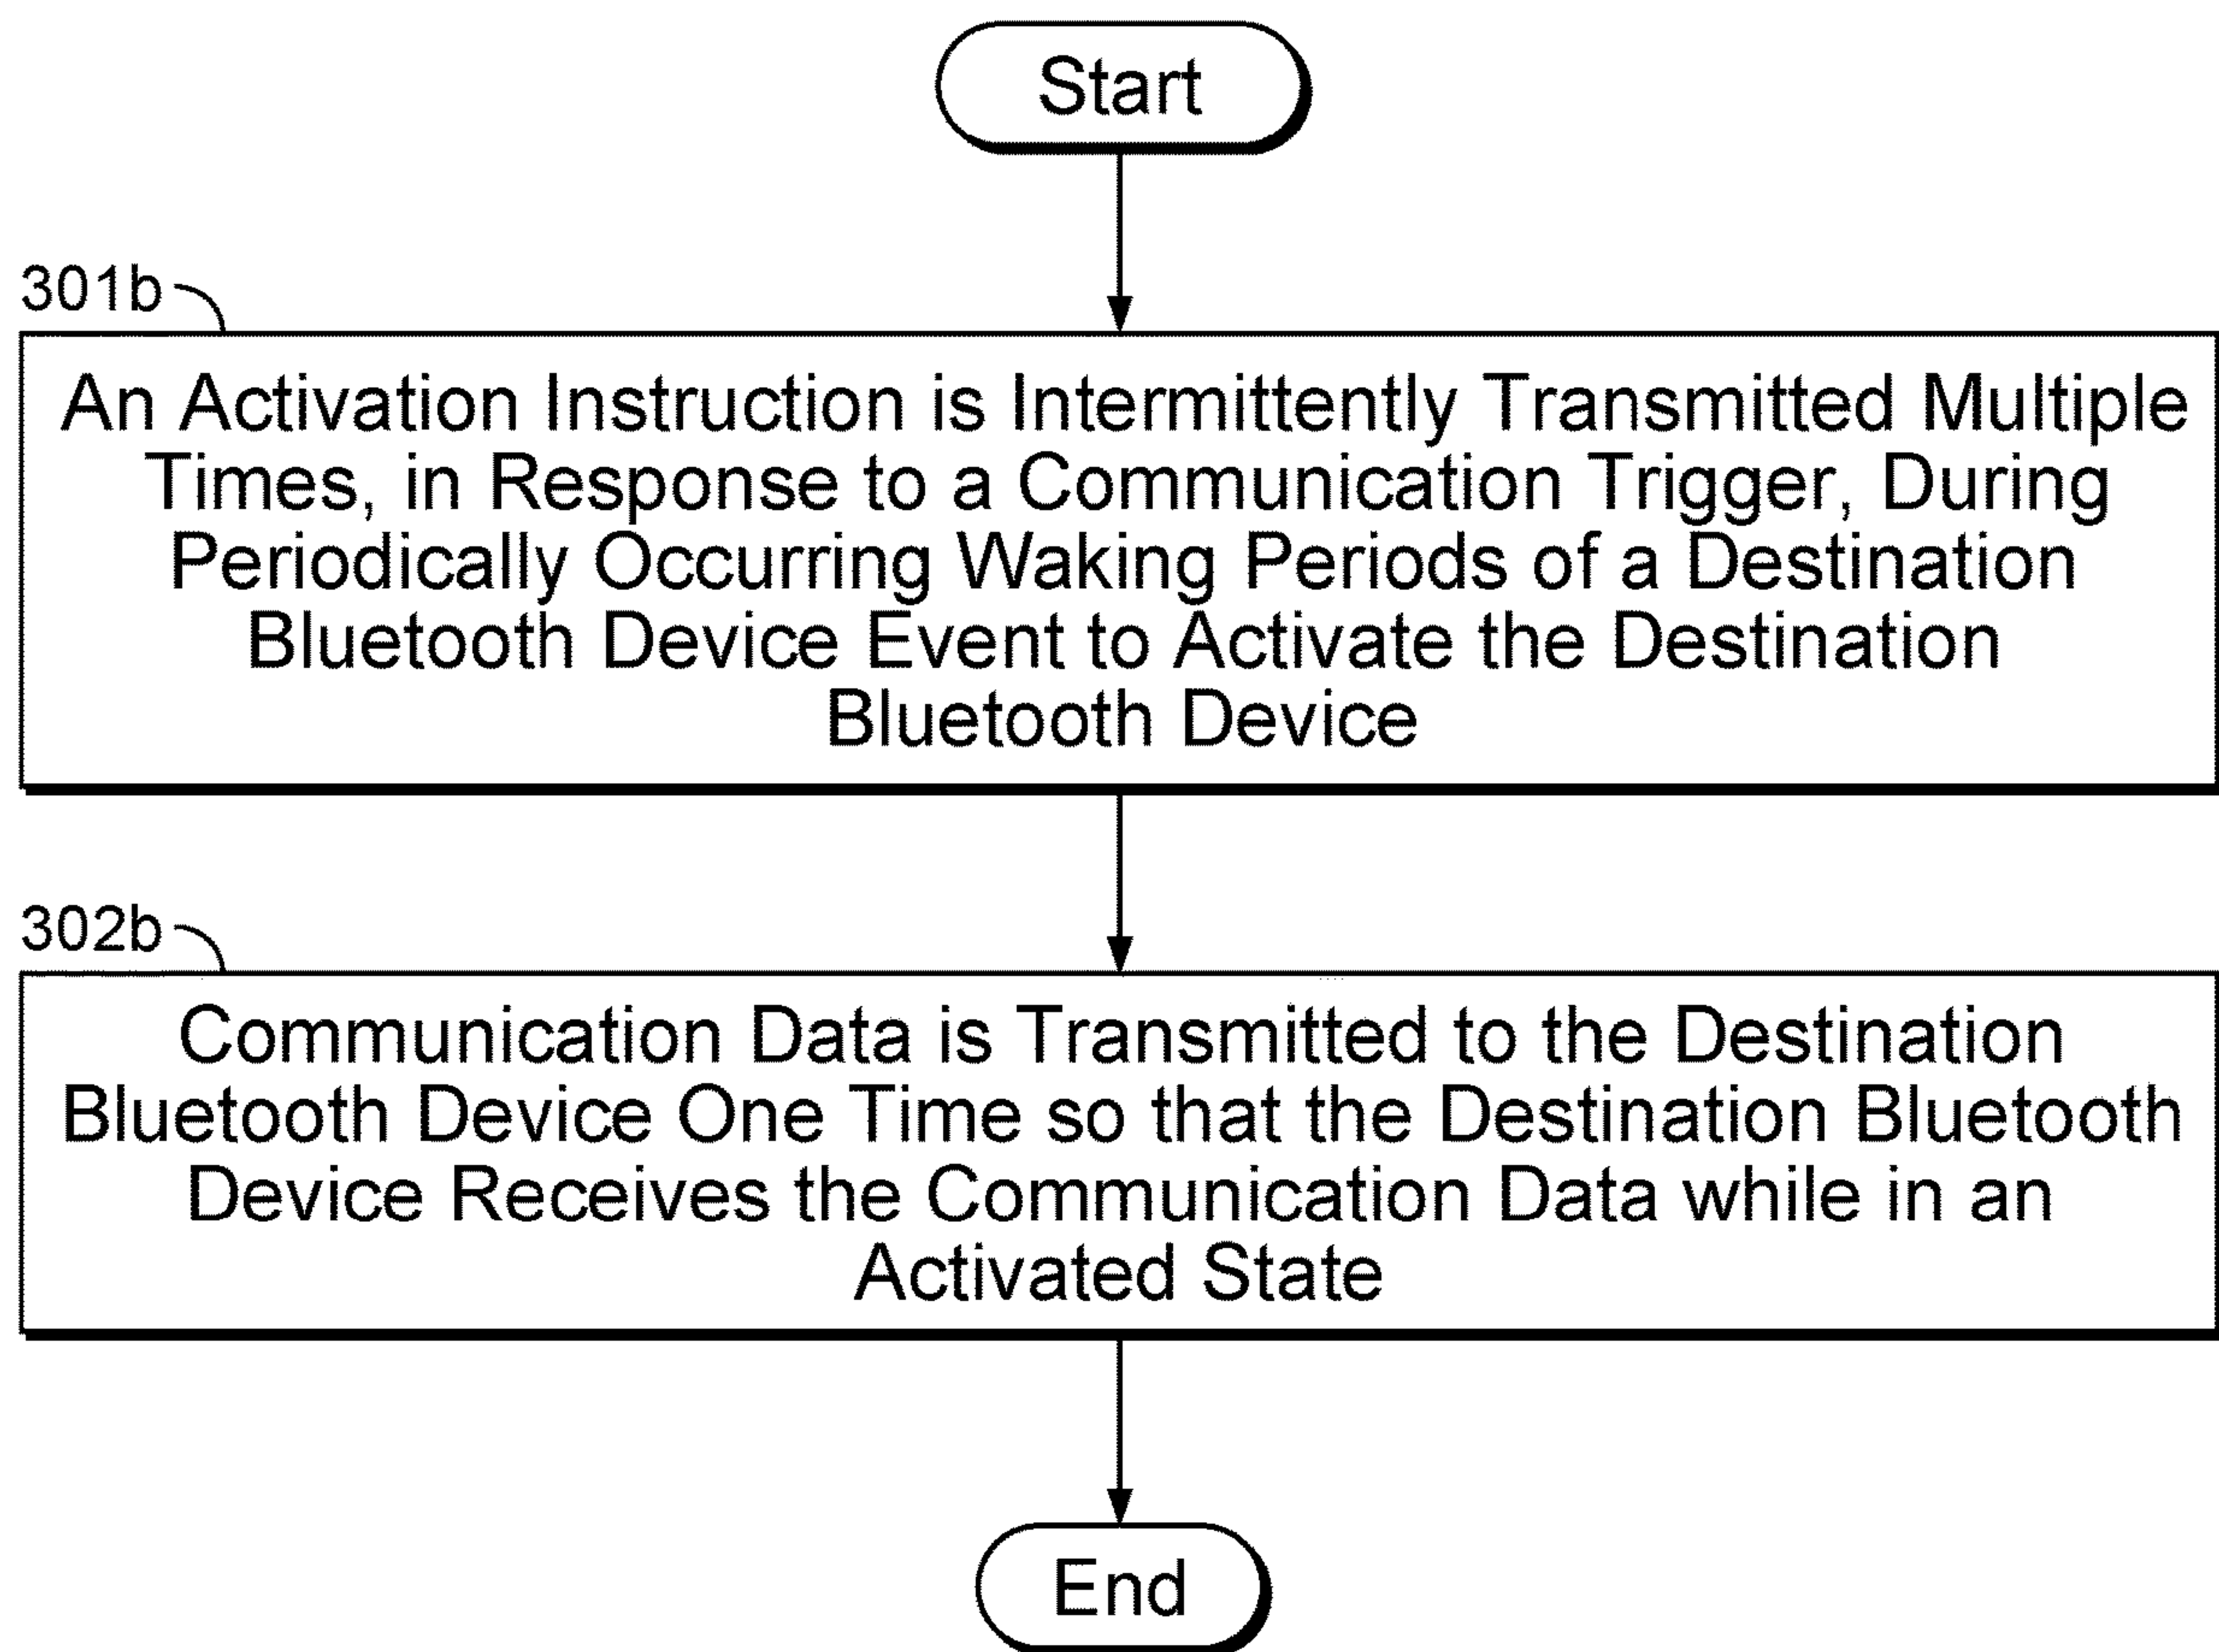 Start
301b
An Activation Instruction is Intermittently Transmitted Multiple
Times, in Response to a Communication Trigger, During
Periodically Occurring Waking Periods of a Destination
Bluetooth Device Event to Activate the Destination
Bluetooth Device
302b
Communication Data is Transmitted to the Destination
Bluetooth Device One Time so that the Destination Bluetooth
Device Receives the Communication Data while in an
Activated State
End